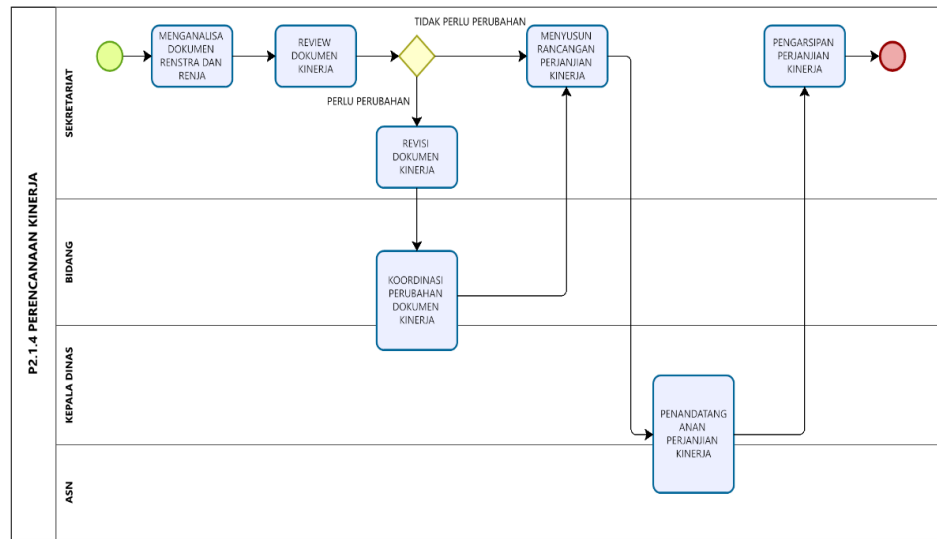 P2.1.4 PERENCANAAN KINERJA
SEKRETARIAT
MENGANALISA
DOKUMEN
RENSTRA DAN
RENJA
REVIEW
DOKUMEN
KINERJA
TIDAK PERLU PERUBAHAN
PERLU PERUBAHAN
MENYUSUN
RANCANGAN
PERJANJIAN
KINERJA
PENGARSIPAN
PERJANJIAN
KINERJA
REVISI
DOKUMEN
KINERJA
BIDANG
KOORDINASI
PERUBAHAN
DOKUMEN
KINERJA
KEPALA DINAS
PENANDATANG
ANAN
PERJANJIAN
KINERJA
ASN